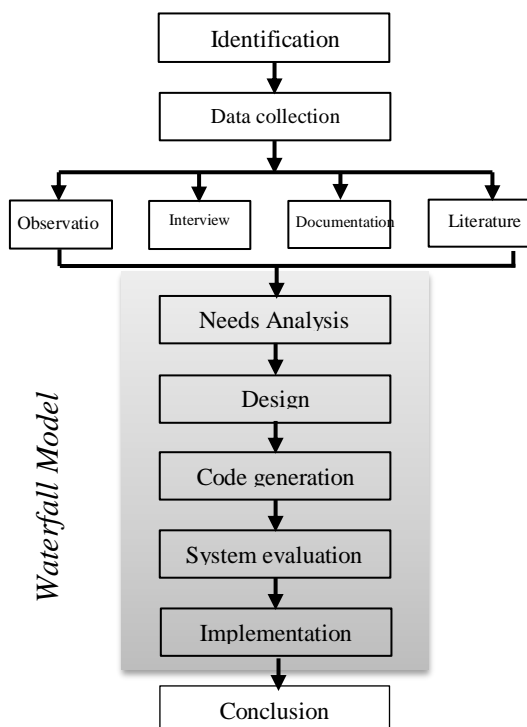 Identification
Data collection
Observatio
Interview
Documentation
Literature
Needs Analysis
Design
Code generation
System evaluation
Implementation
Conclusion
Waterfall Model